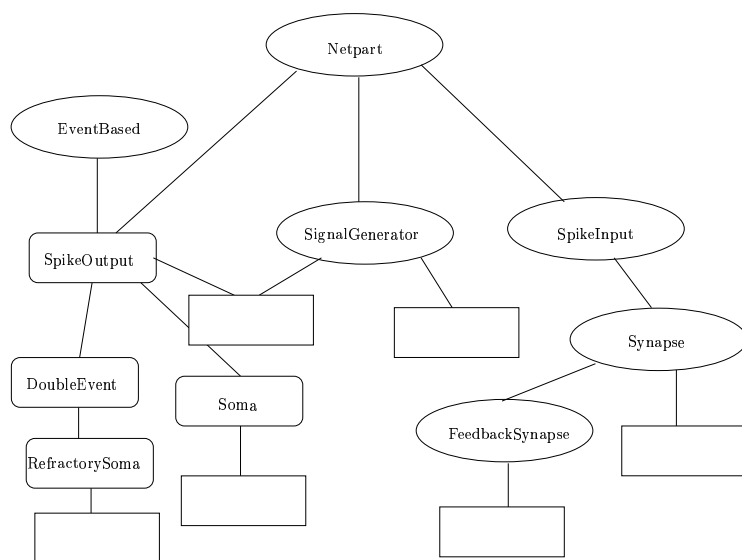 Netpart
EventBased
SignalGenerator
SpikeInput
SpikeOutput
Synapse
DoubleEvent
Soma
FeedbackSynapse
RefractorySoma